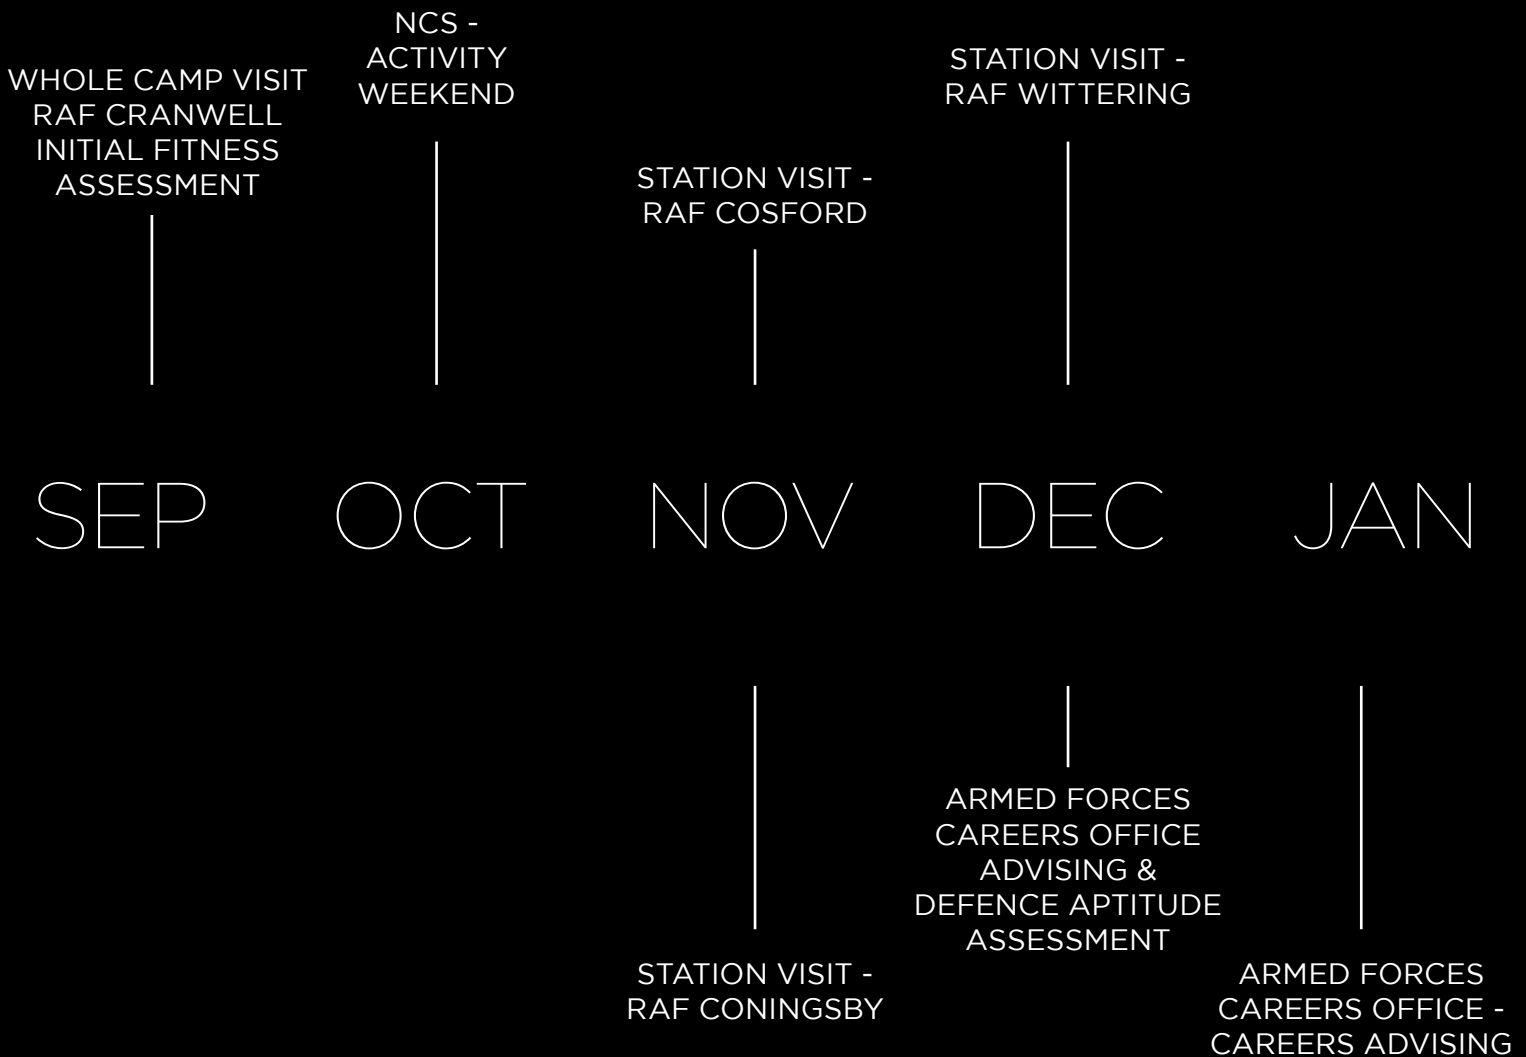 WHOLE CAMP VISIT
RAF CRANWELL
INITIAL FITNESS
ASSESSMENT
NCS -
ACTIVITY
WEEKEND
STATION VISIT -
RAF COSFORD
STATION VISIT -
RAF WITTERING
SEP
OCT
NOV
DEC
JAN
STATION VISIT -
RAF CONINGSBY
ARMED FORCES
CAREERS OFFICE
ADVISING &
DEFENCE APTITUDE
ASSESSMENT
ARMED FORCES
CAREERS OFFICE -
CAREERS ADVISING